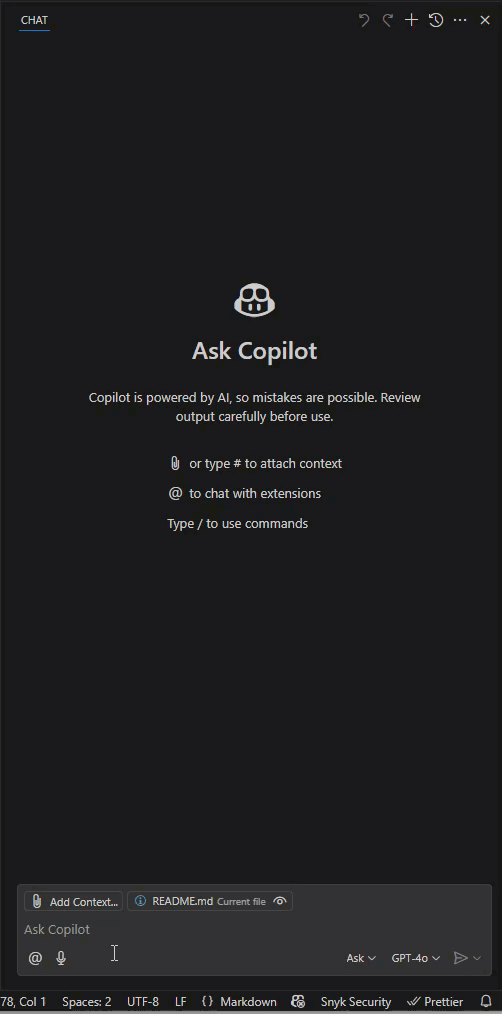 CHAT
Ask Copilot
Copilot is powered by AI, so mistakes are possible. Review
output carefully before use.
or type # to attach context
@ to chat with extensions
Type / to use commands
Add Context...
README.md Current file
Ask Copilot
@
Ask
GPT-4o
78, Col 1 Spaces: 2 UTF-8 LF {} Markdown Snyk Security Prettier